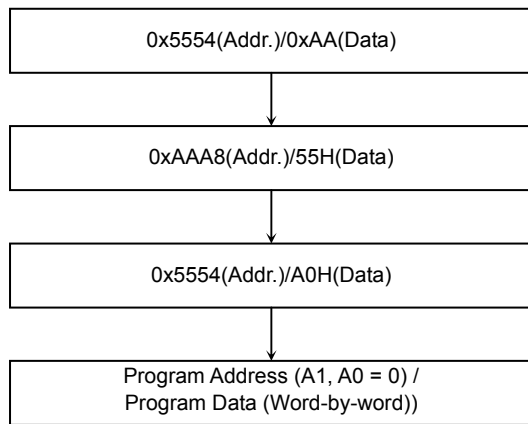 0x5554(Addr.)/0xAA(Data)
0xAAA8(Addr.)/55H(Data)
0x5554(Addr.)/A0H(Data)
Program Address (A1, A0 = 0) /
Program Data (Word-by-word))